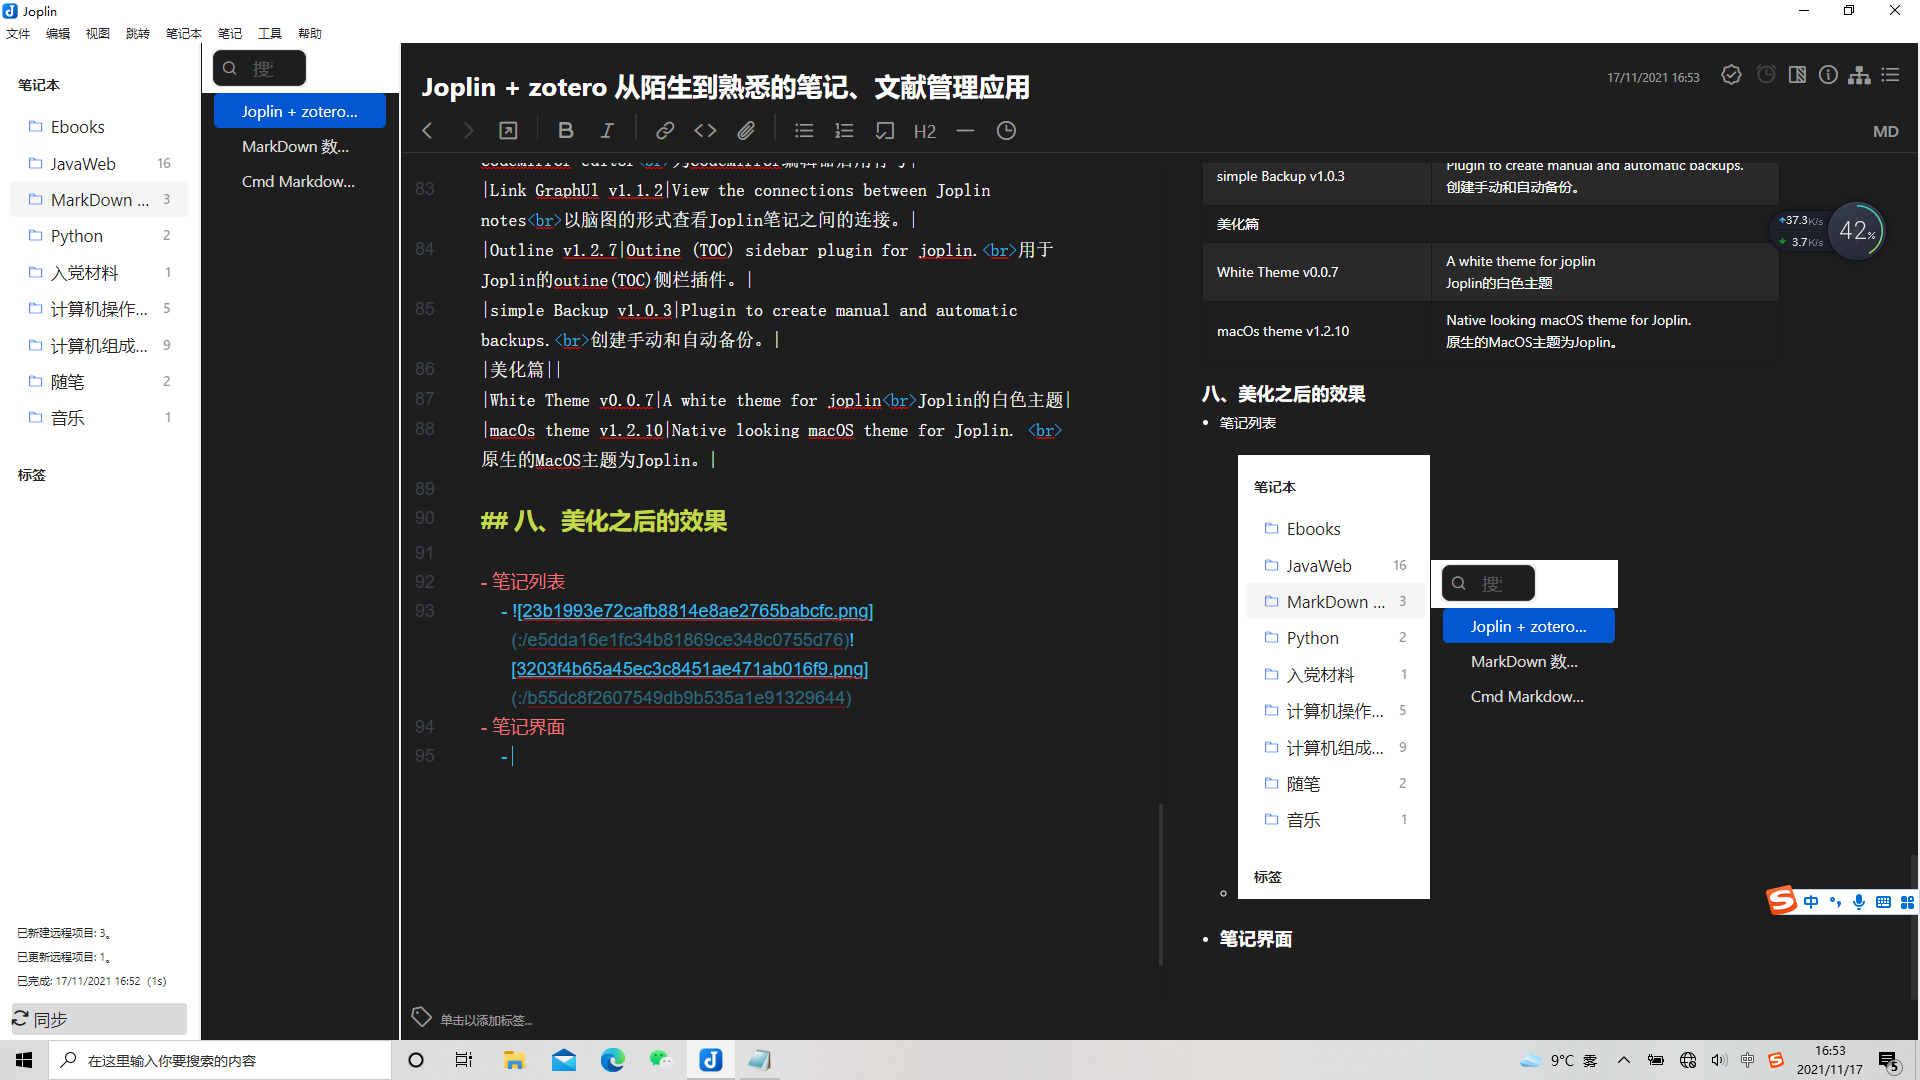 Joplin
文件 编辑 视图 跳转 笔记本 笔记 工具 帮助
笔记本
Ebooks
JavaWeb 16
MarkDown ... 3
Python 2
入党材料 1
计算机操作... 5
计算机组成... 9
随笔 2
音乐 1
标签
已新建远程项目: 3。
已更新远程项目: 1。
已完成: 17/11/2021 16:52 (1s)
同步
Joplin + zotero...
MarkDown 数...
Cmd Markdow...
Joplin + zotero 从陌生到熟悉的笔记、文献管理应用
17/11/2021 16:53
H2
MD
83 |Link GraphUl v1.1.2|View the connections between Joplin
notes<br>以脑图的形式查看Joplin笔记之间的连接。|
84 |Outline v1.2.7|Outine (TOC) sidebar plugin for joplin.<br>用于
Joplin的outine(TOC)侧栏插件。|
85 |simple Backup v1.0.3|Plugin to create manual and automatic
backups.<br>创建手动和自动备份。|
86 |美化篇||
87 |White Theme v0.0.7|A white theme for joplin<br>Joplin的白色主题|
88 |macOs theme v1.2.10|Native looking macOS theme for Joplin. <br>
原生的MacOS主题为Joplin。|
89
90 ## 八、美化之后的效果
91
92 - 笔记列表
93 - ![23b1993e72cafb8814e8ae2765babcfc.png]
(:/e5dda16e1fc34b81869ce348c0755d76)!
[3203f4b65a45ec3c8451ae471ab016f9.png]
(:/b55dc8f2607549db9b535a1e91329644)
94 - 笔记界面
95 -
单击以添加标签...
simple Backup v1.0.3
Plugin to create manual and automatic backups.
创建手动和自动备份。
美化篇
White Theme v0.0.7
A white theme for joplin
Joplin的白色主题
macOs theme v1.2.10
Native looking macOS theme for Joplin.
原生的MacOS主题为Joplin。
37.3K/s
3.7K/s
42%
八、美化之后的效果
笔记列表
笔记本
Ebooks
JavaWeb 16
MarkDown ... 3
Python 2
入党材料 1
计算机操作... 5
计算机组成... 9
随笔 2
音乐 1
标签
Joplin + zotero...
MarkDown 数...
Cmd Markdow...
笔记界面
中
在这里输入你要搜索的内容
9°C 雾
中
16:53
2021/11/17
5